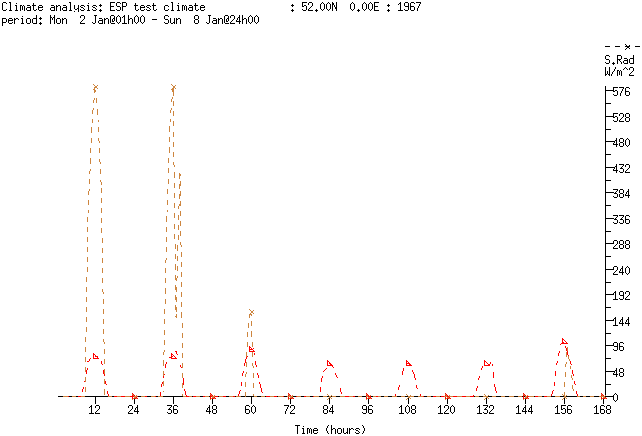 Climate analysis: ESP test climate : 52.00N 0.00E : 1967
period: Mon 2 Jan@01h00 - Sun 8 Jan@24h00
S.Rad
W/m^2
576
528
480
432
384
336
288
240
192
144
96
48
0
12 24 36 48 60 72 84 96 108 120 132 144 156 168
Time (hours)